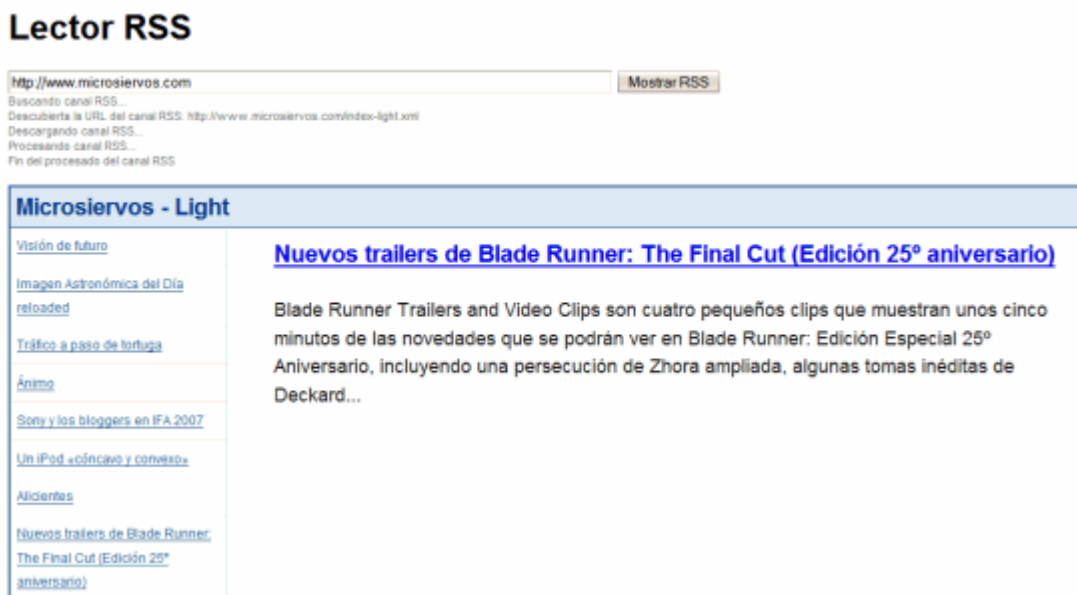 Lector RSS
http://www.microsiervos.com
Mostrar RSS
Buscando canal RSS...
Descubierta la URL del canal RSS: http://www.microsiervos.com/index-light.xml
Descargando canal RSS...
Procesando canal RSS...
Fin del procesado del canal RSS
Microsiervos - Light
Visión de futuro
Imagen Astronómica del Día
reloaded
Tráfico a paso de tortuga
Ánimo
Sony y los bloggers en IFA 2007
Un iPod «cóncavo y convexo»
Alicientes
Nuevos trailers de Blade Runner:
The Final Cut (Edición 25º
aniversario)
Nuevos trailers de Blade Runner: The Final Cut (Edición 25º aniversario)
Blade Runner Trailers and Video Clips son cuatro pequeños clips que muestran unos cinco
minutos de las novedades que se podrán ver en Blade Runner: Edición Especial 25º
Aniversario, incluyendo una persecución de Zhora ampliada, algunas tomas inéditas de
Deckard...